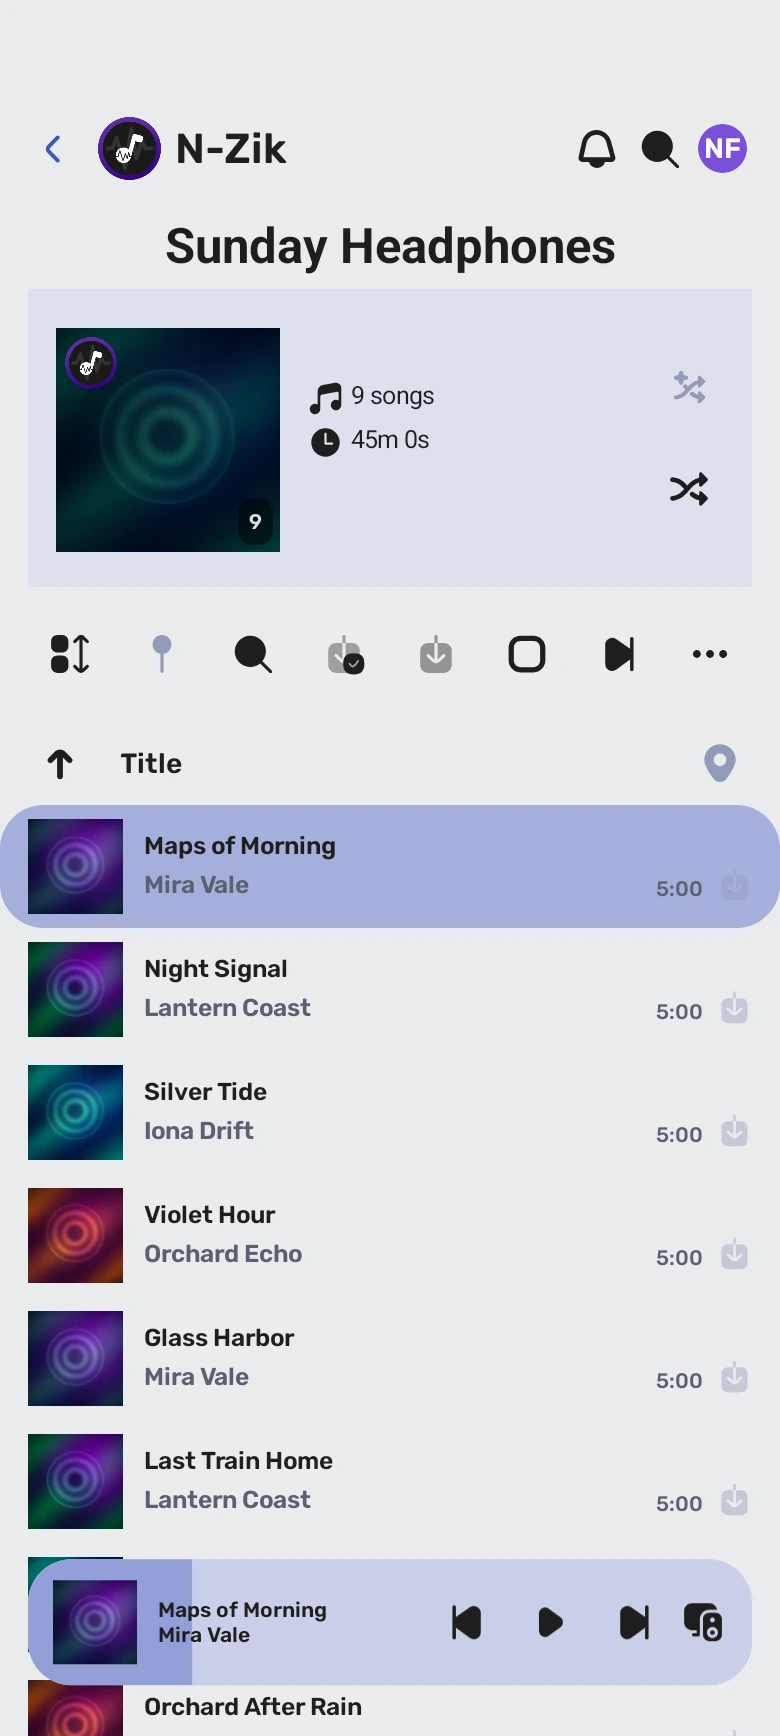 N-Zik
NF
Sunday Headphones
9 songs
45m 0s
9
Title
Maps of Morning
Mira Vale
5:00
Night Signal
Lantern Coast
5:00
Silver Tide
Iona Drift
5:00
Violet Hour
Orchard Echo
5:00
Glass Harbor
Mira Vale
5:00
Last Train Home
Lantern Coast
5:00
Maps of Morning
Mira Vale
Orchard After Rain